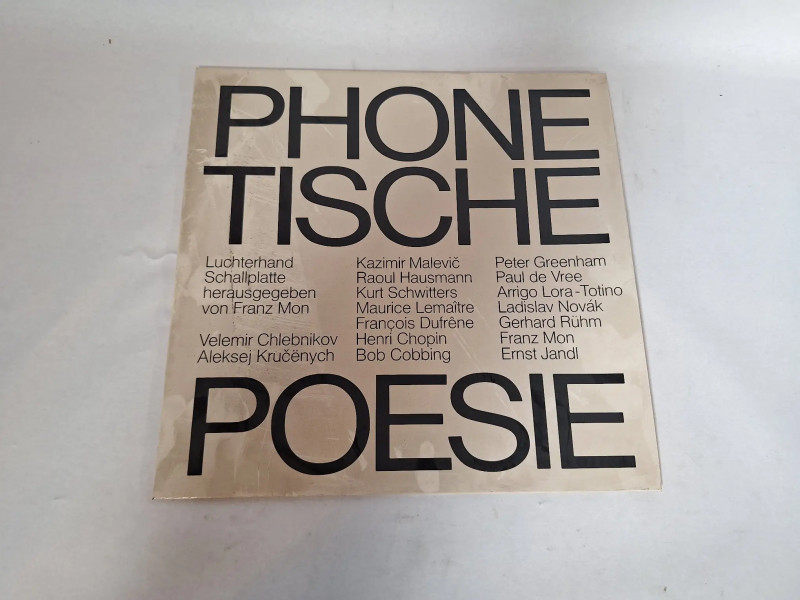 PHONE
TISCHE
Luchterhand
Schallplatte
herausgegeben
von Franz Mon
Velemir Chlebnikov
Aleksej Kručënych
Kazimir Malevič
Raoul Hausmann
Kurt Schwitters
Maurice Lemaître
François Dufrêne
Henri Chopin
Bob Cobbing
Peter Greenham
Paul de Vree
Arrigo Lora-Totino
Ladislav Novák
Gerhard Rühm
Franz Mon
Ernst Jandl
POESIE